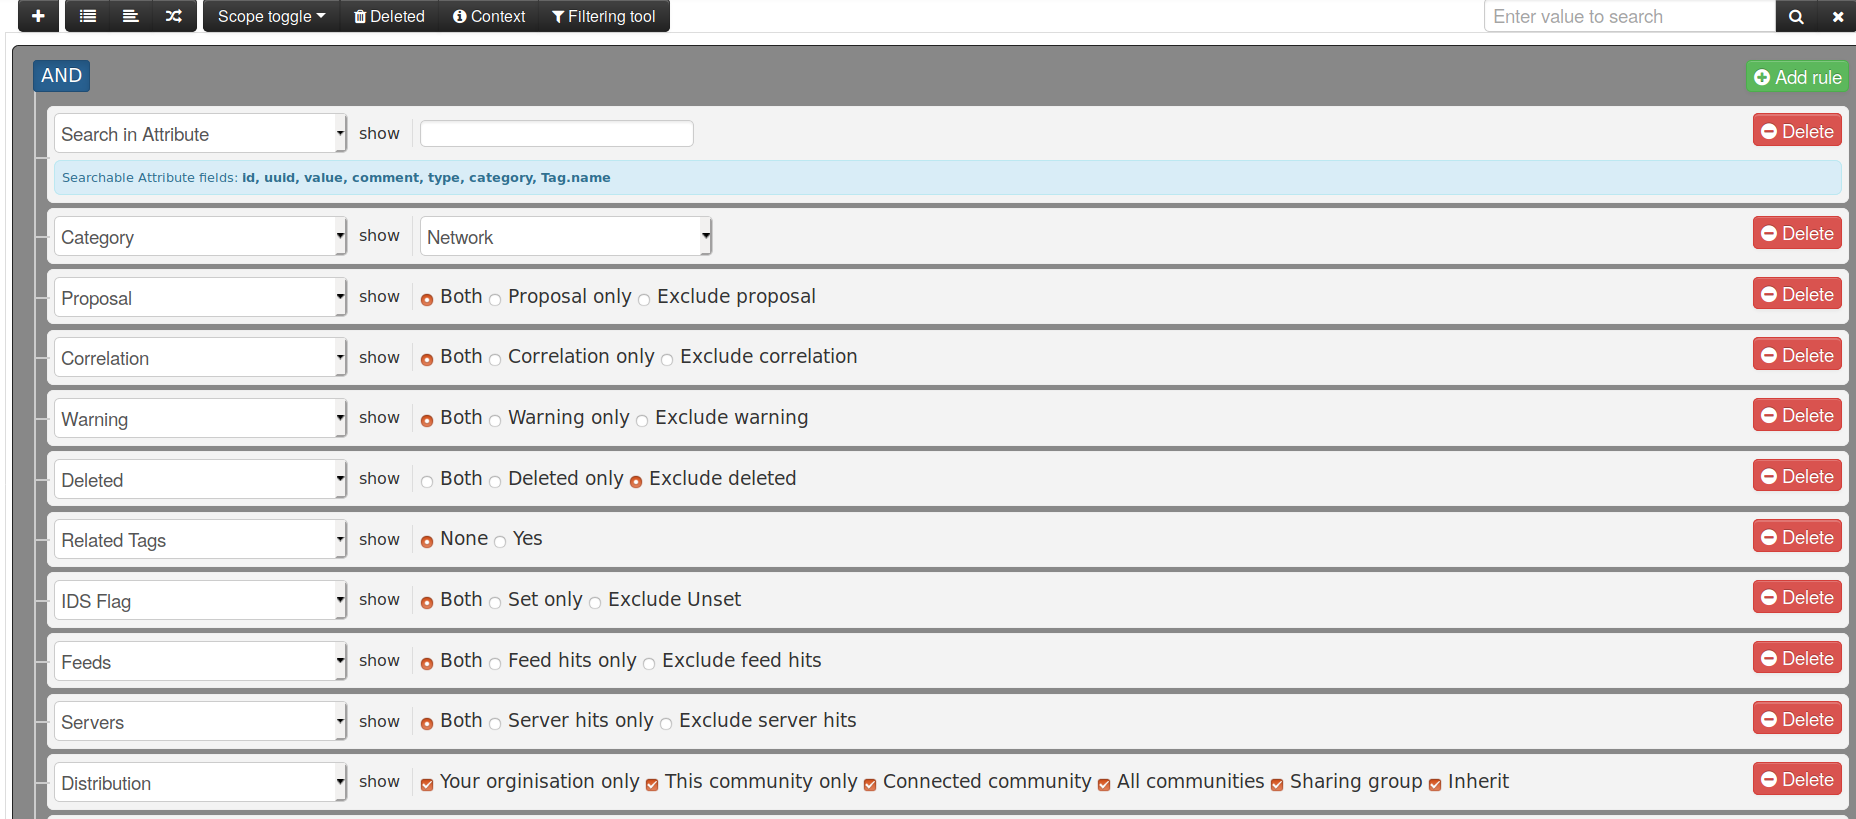 Scope toggle Deleted Context Filtering tool Enter value to search
AND Add rule
Search in Attribute show Delete
Searchable Attribute fields: id, uuid, value, comment, type, category, Tag.name
Category show Network Delete
Proposal show Both Proposal only Exclude proposal Delete
Correlation show Both Correlation only Exclude correlation Delete
Warning show Both Warning only Exclude warning Delete
Deleted show Both Deleted only Exclude deleted Delete
Related Tags show None Yes Delete
IDS Flag show Both Set only Exclude Unset Delete
Feeds show Both Feed hits only Exclude feed hits Delete
Servers show Both Server hits only Exclude server hits Delete
Distribution show Your orginisation only This community only Connected community All communities Sharing group Inherit Delete